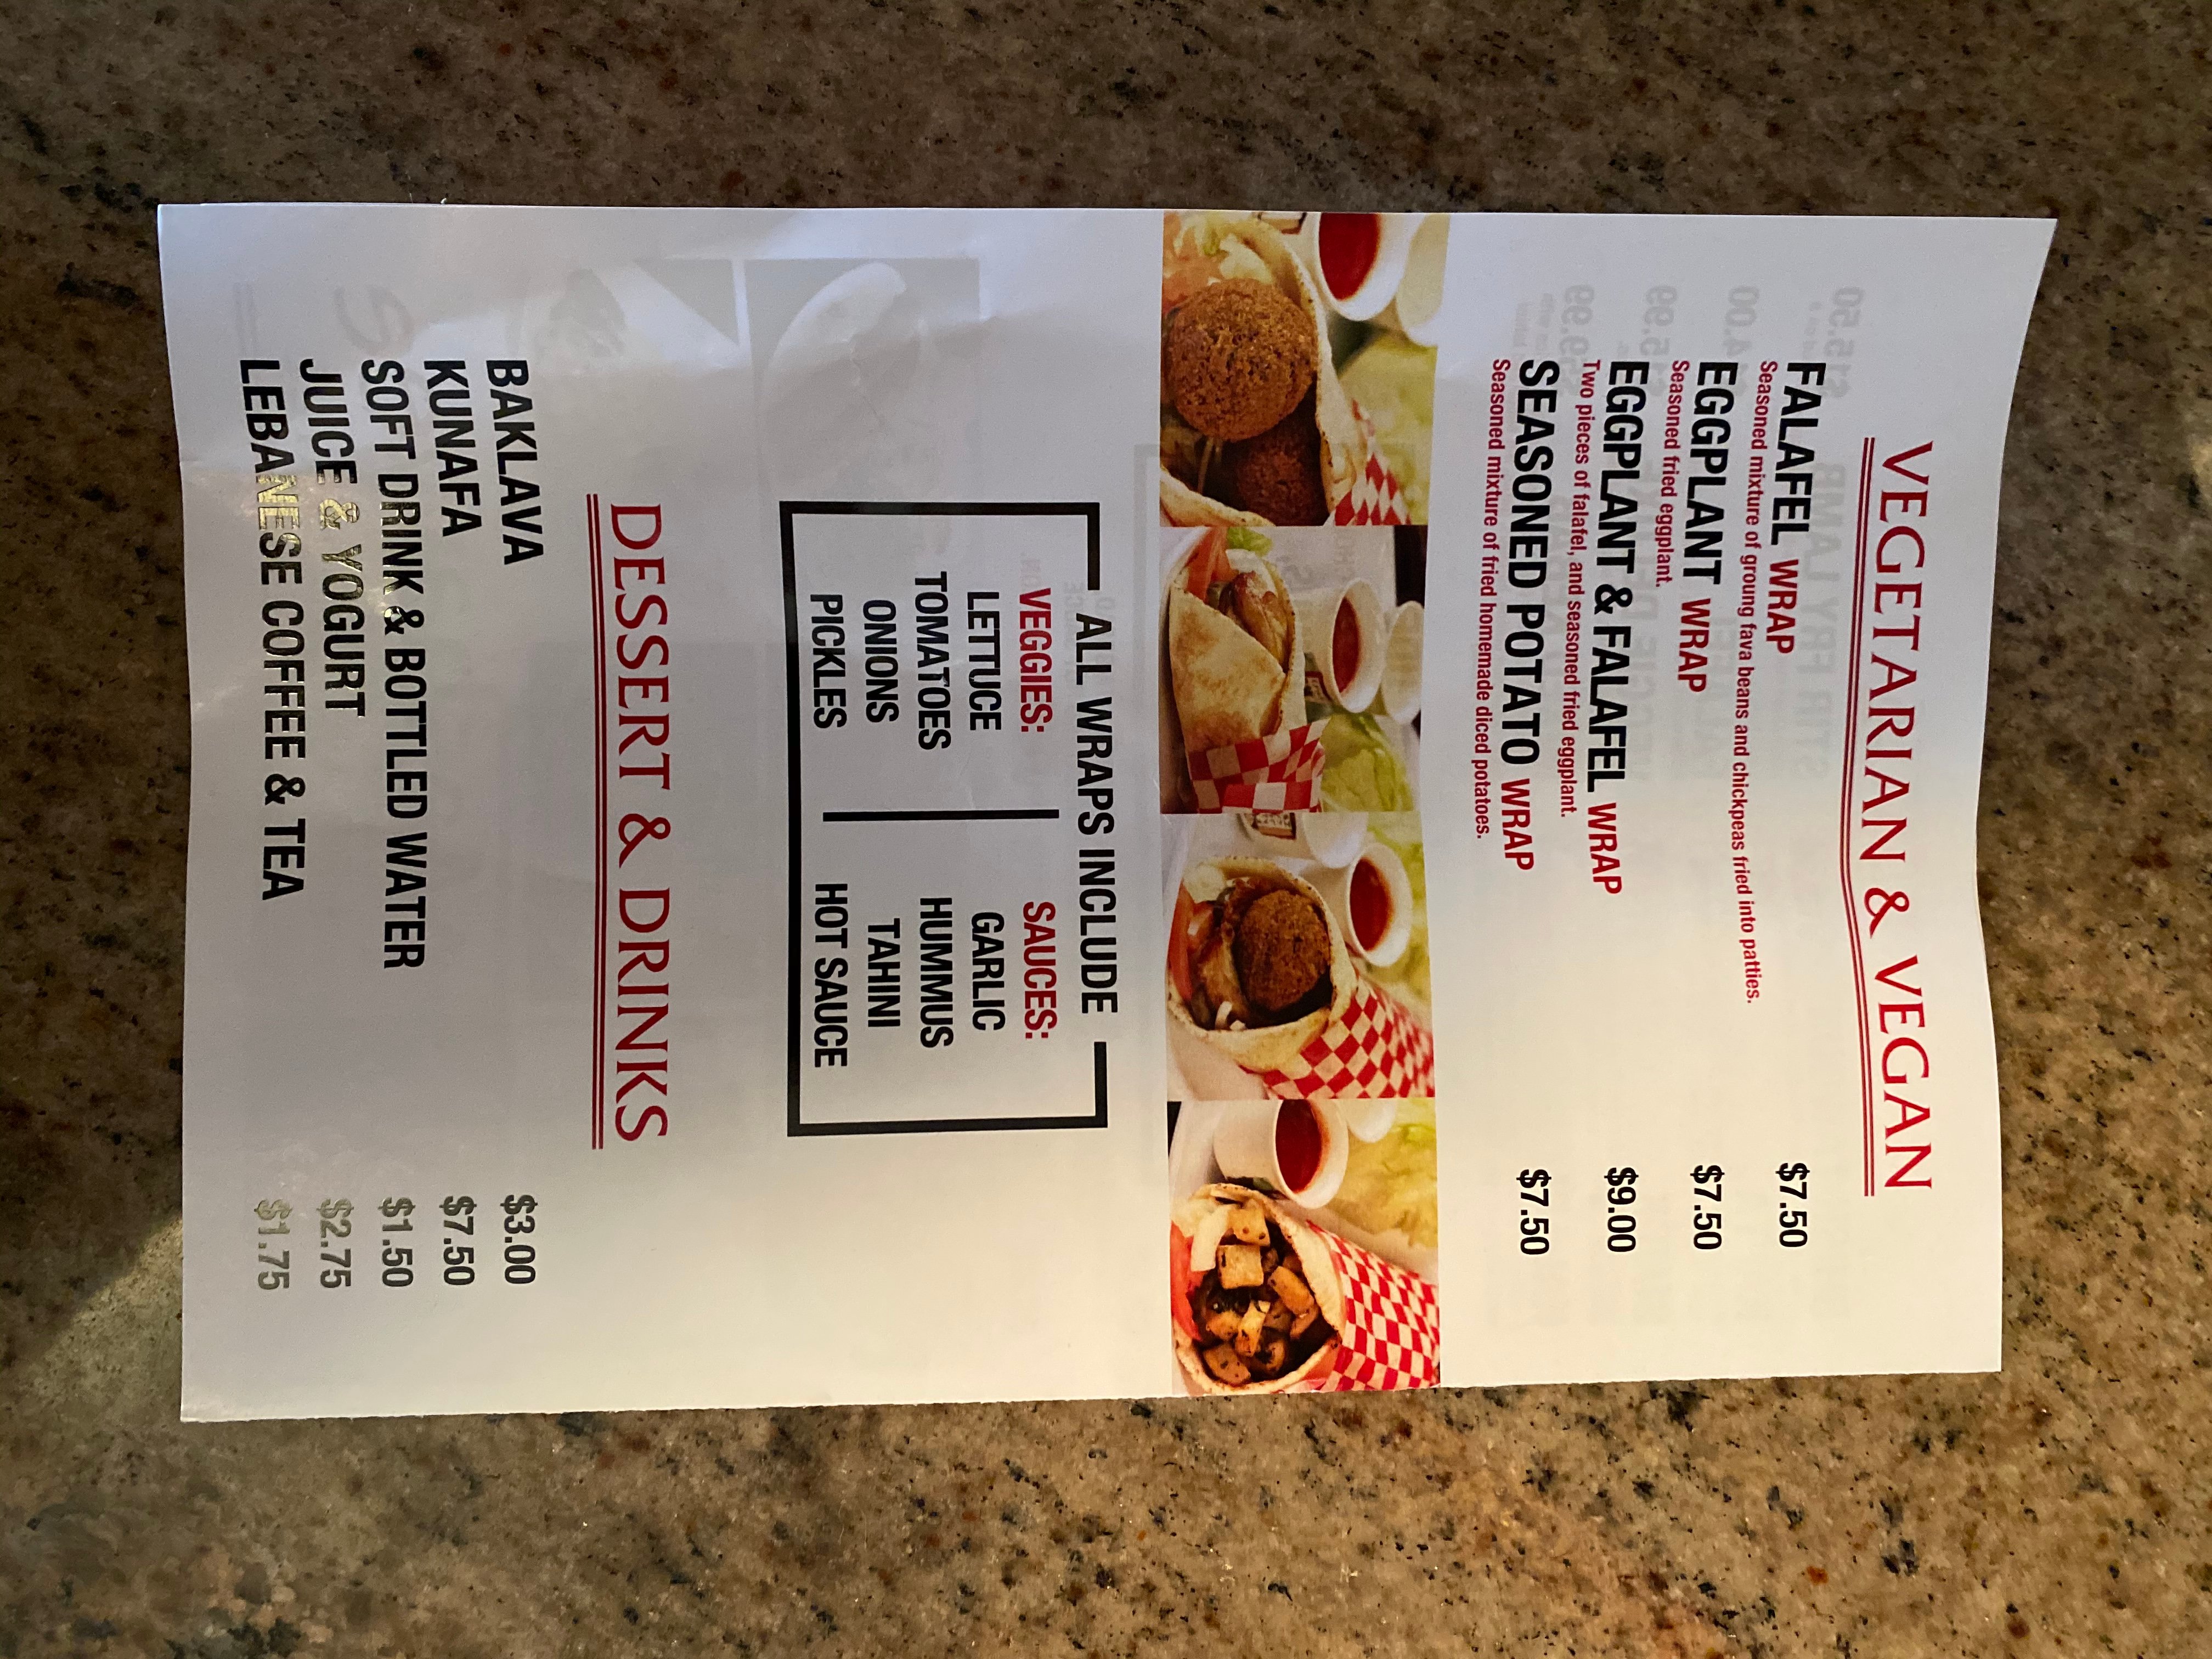 VEGETARIAN & VEGAN
FALAFEL WRAP $7.50
Seasoned mixture of groung fava beans and chickpeas fried into patties.
EGGPLANT WRAP $7.50
Seasoned fried eggplant.
EGGPLANT & FALAFEL WRAP $9.00
Two pieces of falafel, and seasoned fried eggplant.
SEASONED POTATO WRAP $7.50
Seasoned mixture of fried homemade diced potatoes.
ALL WRAPS INCLUDE
VEGGIES:
LETTUCE
TOMATOES
ONIONS
PICKLES
SAUCES:
GARLIC
HUMMUS
TAHINI
HOT SAUCE
DESSERT & DRINKS
BAKLAVA $3.00
KUNAFA $7.50
SOFT DRINK & BOTTLED WATER $1.50
JUICE & YOGURT $2.75
LEBANESE COFFEE & TEA $1.75